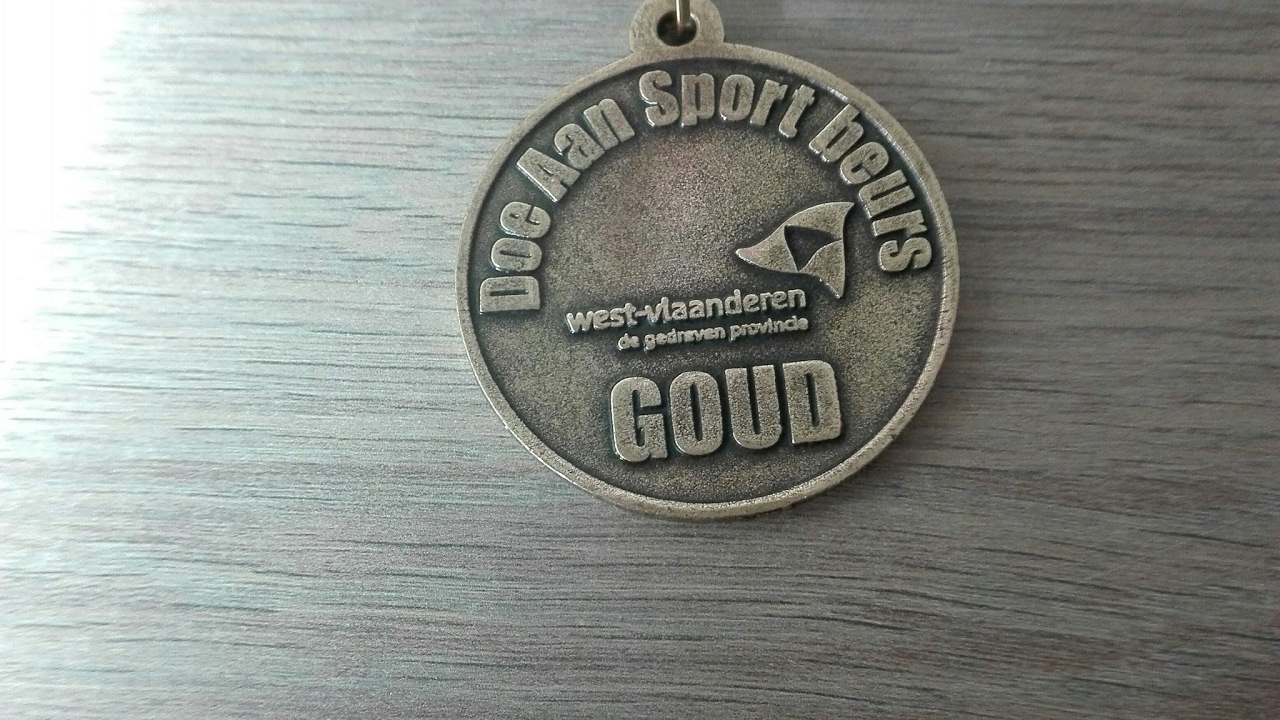 Doe Aan Sport beurs
west-vlaanderen
de gedreven provincie
GOUD